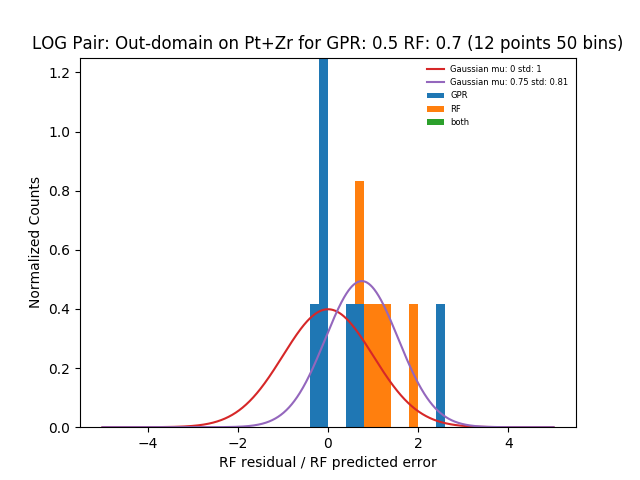 LOG Pair: Out-domain on Pt+Zr for GPR: 0.5 RF: 0.7 (12 points 50 bins)
Gaussian mu: 0 std: 1
Gaussian mu: 0.75 std: 0.81
GPR
RF
both
Normalized Counts
1.2
1.0
0.8
0.6
0.4
0.2
0.0
−4 −2 0 2 4
RF residual / RF predicted error